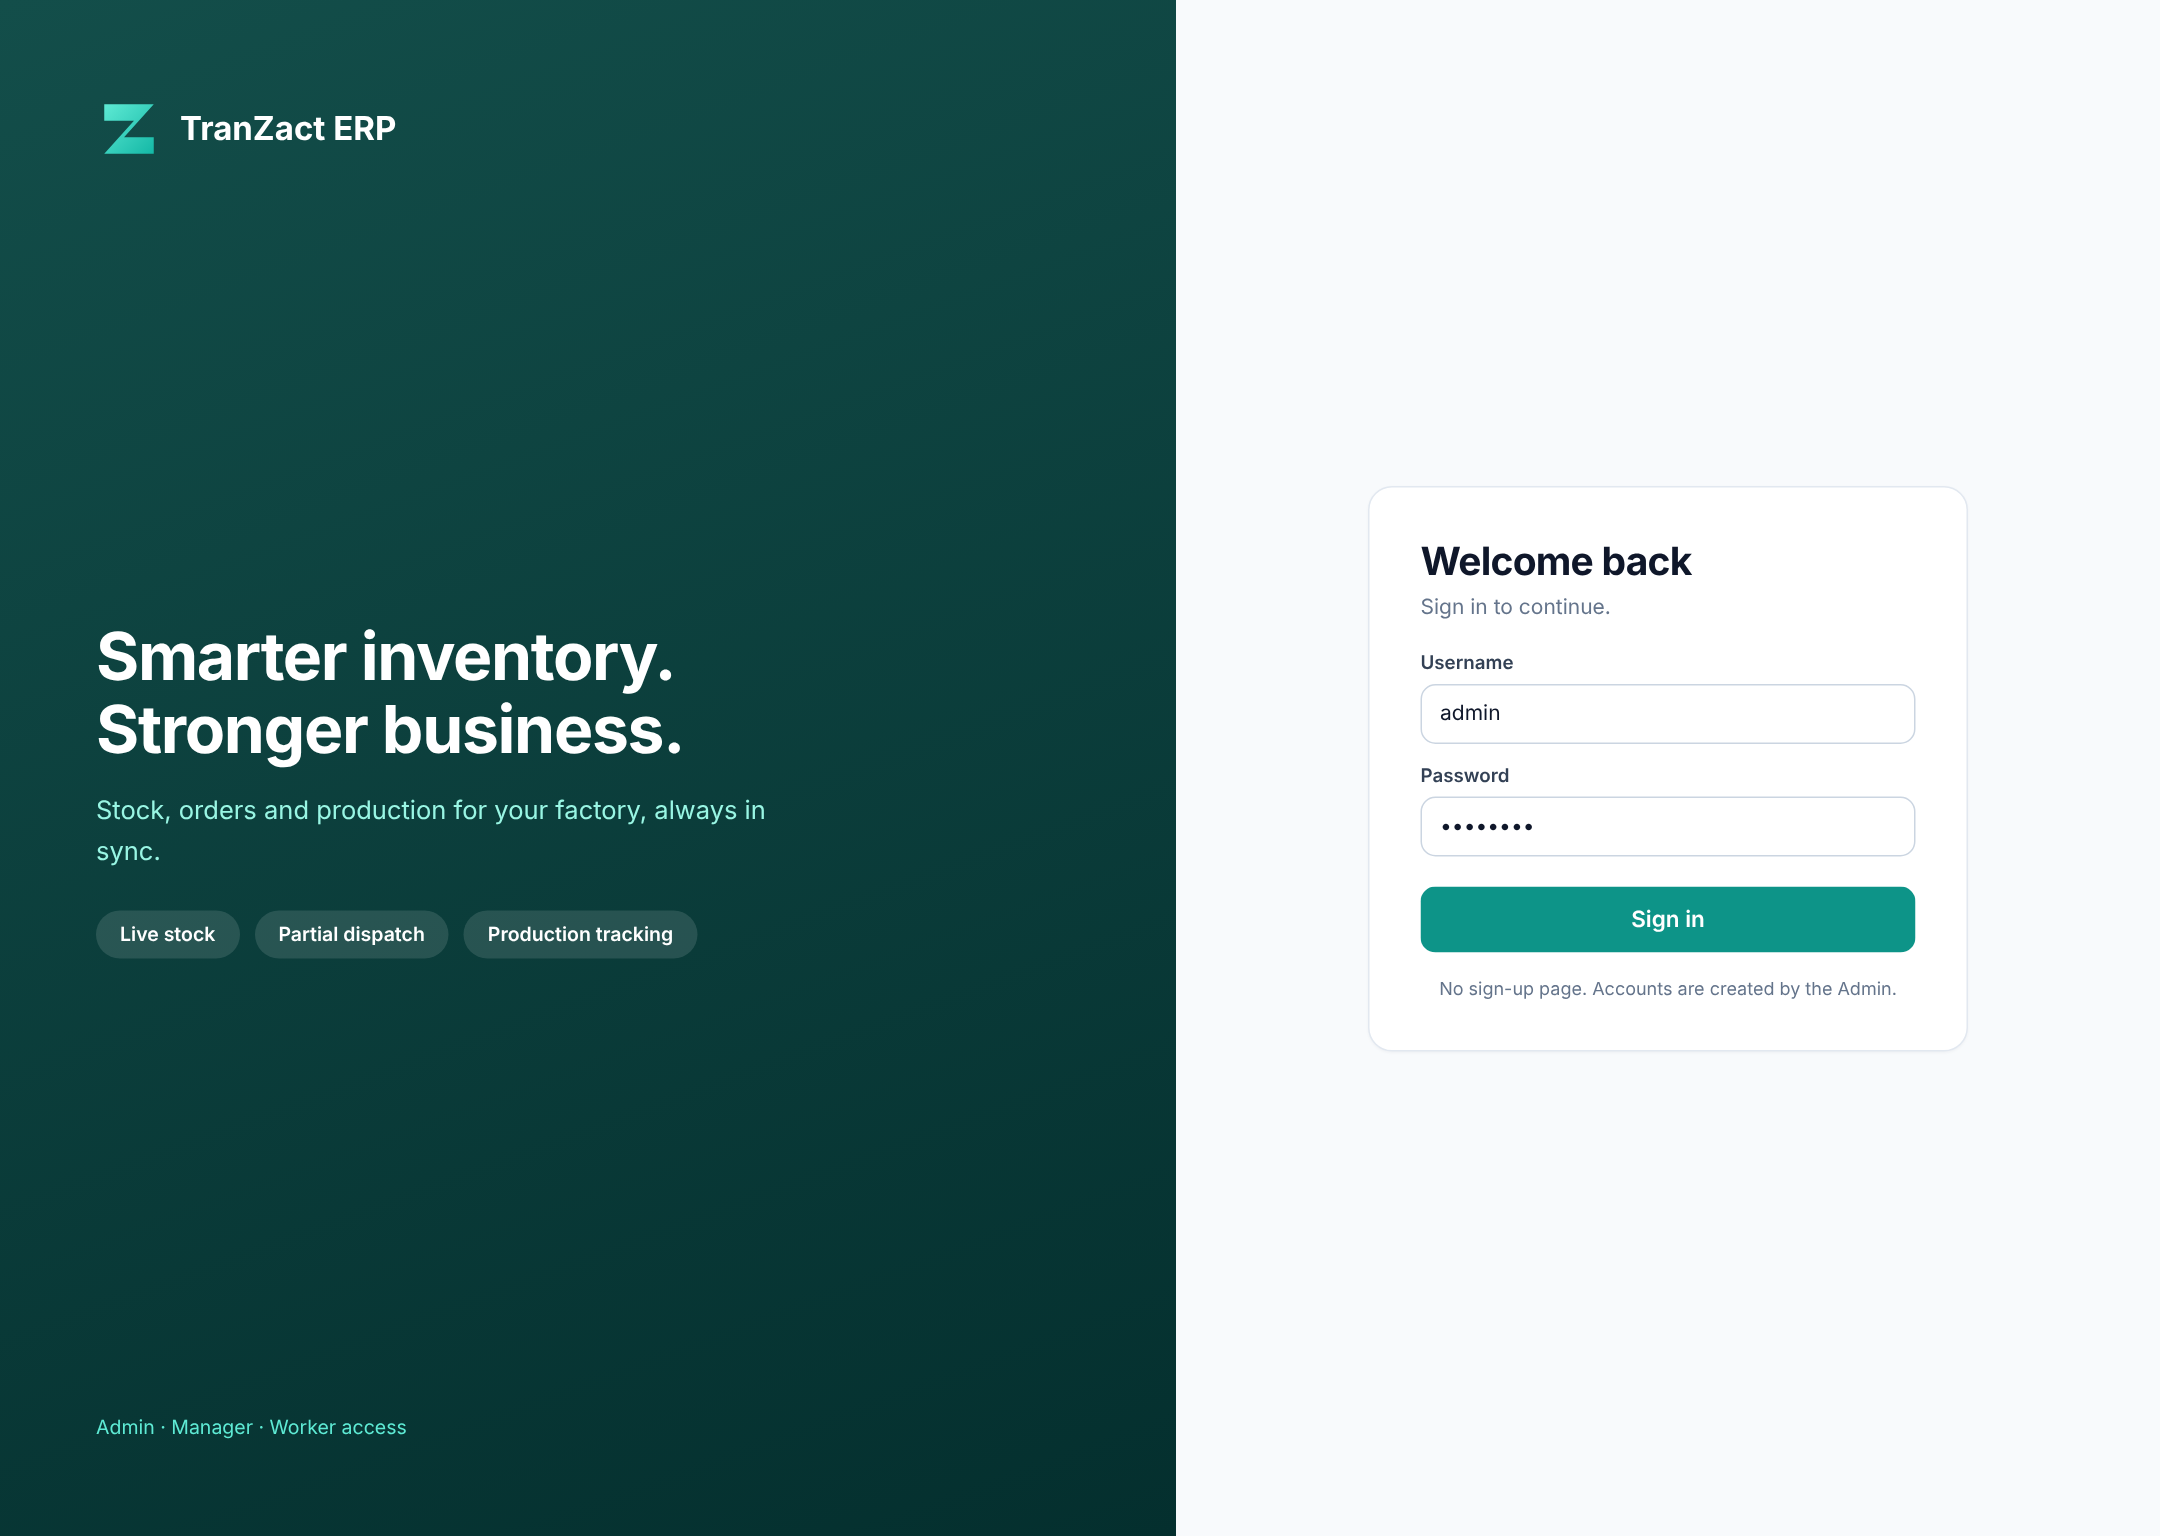 TranZact ERP
Smarter inventory.
Stronger business.
Stock, orders and production for your factory, always in
sync.
Live stock
Partial dispatch
Production tracking
Admin · Manager · Worker access
Welcome back
Sign in to continue.
Username
admin
Password
••••••••
Sign in
No sign-up page. Accounts are created by the Admin.